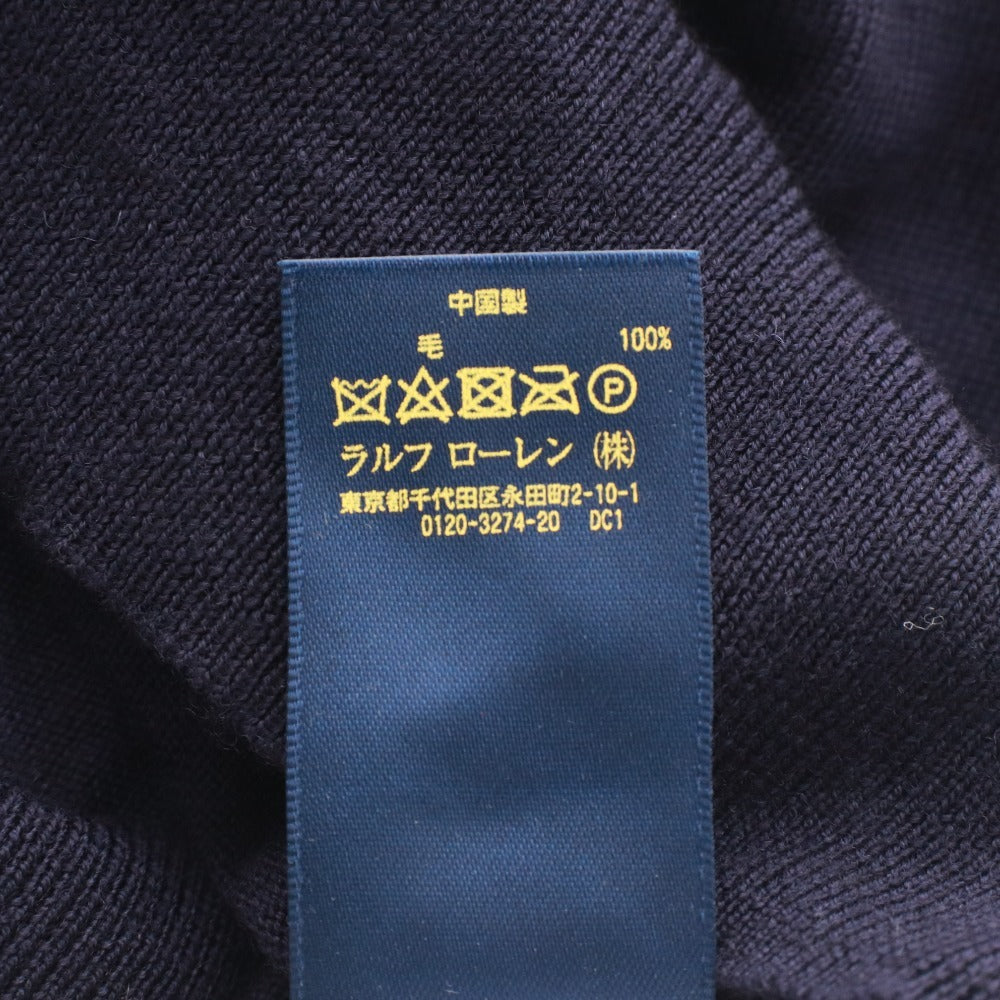 中国製
毛 100%
P
ラルフ ローレン (株)
東京都千代田区永田町2-10-1
0120-3274-20 DC1